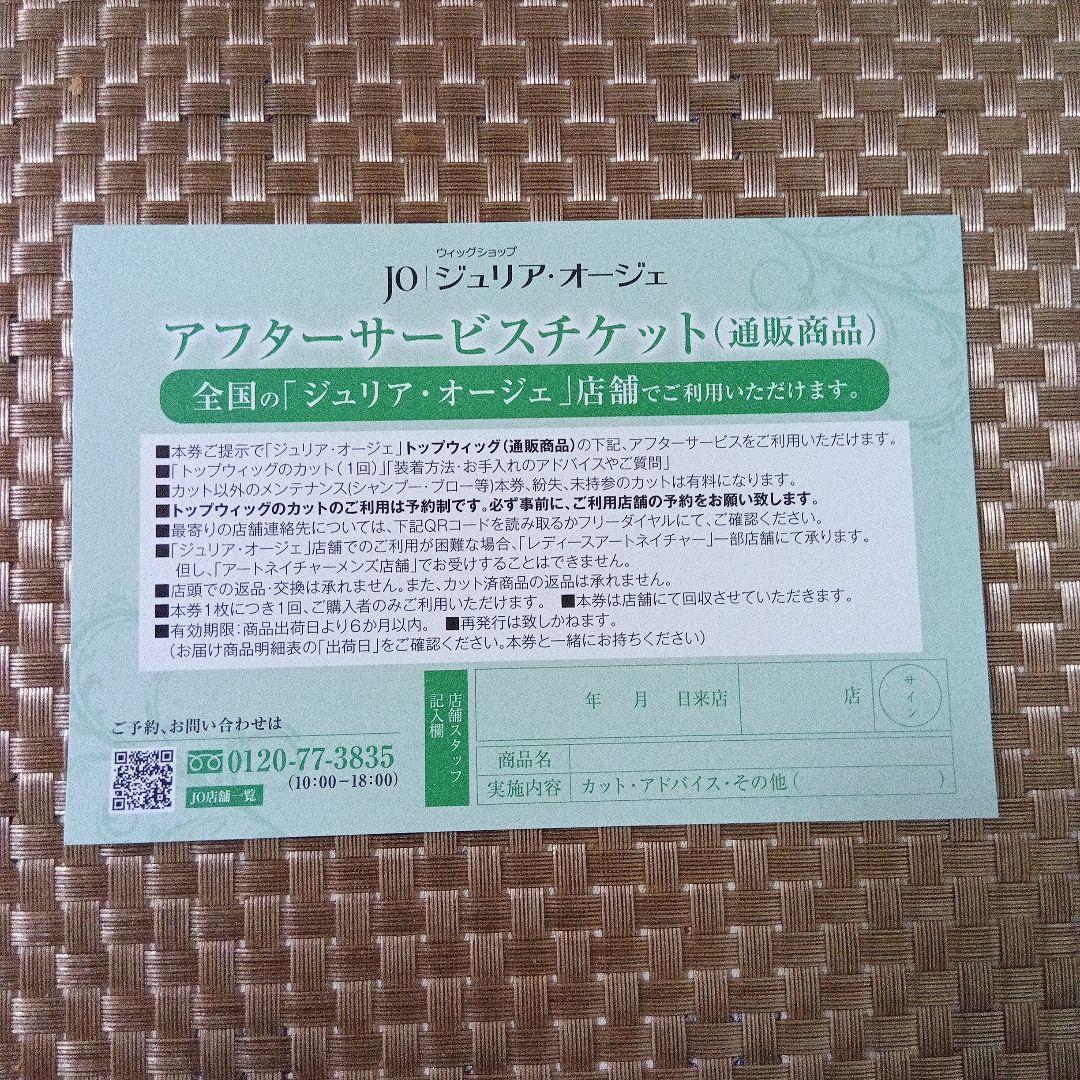 ウィッグショップ
JO ジュリア・オージェ
アフターサービスチケット(通販商品)
全国の「ジュリア・オージェ」店舗でご利用いただけます。
■本券ご提示で「ジュリア・オージェ」トップウィッグ(通販商品)の下記、アフターサービスをご利用いただけます。
■「トップウィッグのカット(1回)」「装着方法・お手入れのアドバイスやご質問」
■カット以外のメンテナンス(シャンプー・ブロー等)本券、紛失、未持参のカットは有料になります。
■トップウィッグのカットのご利用は予約制です。必ず事前に、ご利用店舗の予約をお願い致します。
■最寄りの店舗連絡先については、下記QRコードを読み取るかフリーダイヤルにて、ご確認ください。
■「ジュリア・オージェ」店舗でのご利用が困難な場合、「レディースアートネイチャー」一部店舗にて承ります。
但し、「アートネイチャーメンズ店舗」でお受けすることはできません。
■店頭での返品・交換は承れません。また、カット済商品の返品は承れません。
■本券1枚につき1回、ご購入者のみご利用いただけます。 ■本券は店舗にて回収させていただきます。
■有効期限:商品出荷日より6か月以内。 ■再発行は致しかねます。
(お届け商品明細表の「出荷日」をご確認ください。本券と一緒にお持ちください)
ご予約、お問い合わせは
0120-77-3835
(10:00−18:00)
JO店舗一覧
店舗スタッフ
記入欄
年 月 日来店 店 サイン
商品名
実施内容 カット・アドバイス・その他( )